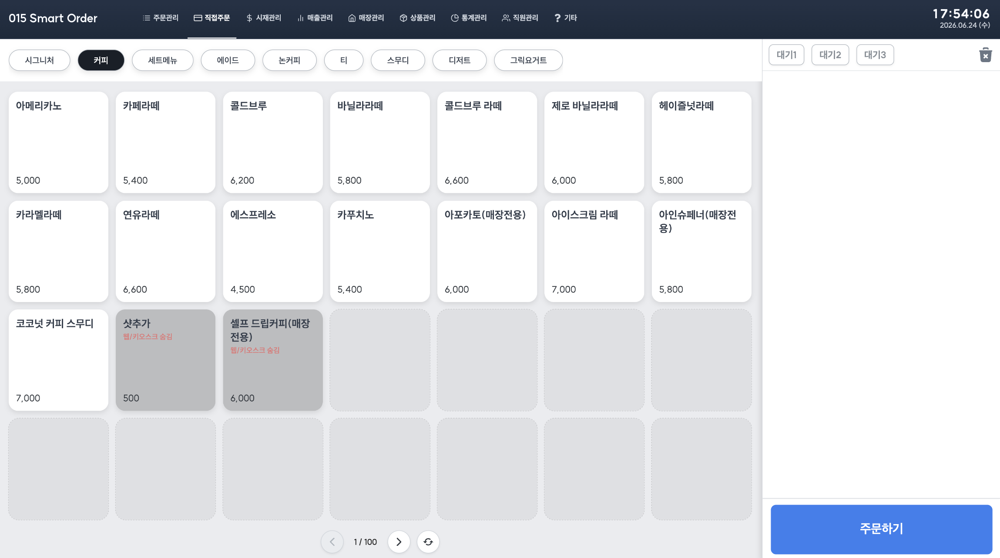 015 Smart Order
주문관리
직접주문
시재관리
매출관리
매장관리
상품관리
통계관리
직원관리
기타
17:54:06
2026.06.24 (수)
시그니처
커피
세트메뉴
에이드
논커피
티
스무디
디저트
그릭요거트
대기1
대기2
대기3
아메리카노
5,000
카페라떼
5,400
콜드브루
6,200
바닐라라떼
5,800
콜드브루 라떼
6,600
제로 바닐라라떼
6,000
헤이즐넛라떼
5,800
카라멜라떼
5,800
연유라떼
6,600
에스프레소
4,500
카푸치노
5,400
아포카토(매장전용)
6,000
아이스크림 라떼
7,000
아인슈페너(매장전
용)
5,800
코코넛 커피 스무디
7,000
샷추가
웹/키오스크 숨김
500
셀프 드립커피(매장
전용)
웹/키오스크 숨김
6,000
1 / 100
주문하기